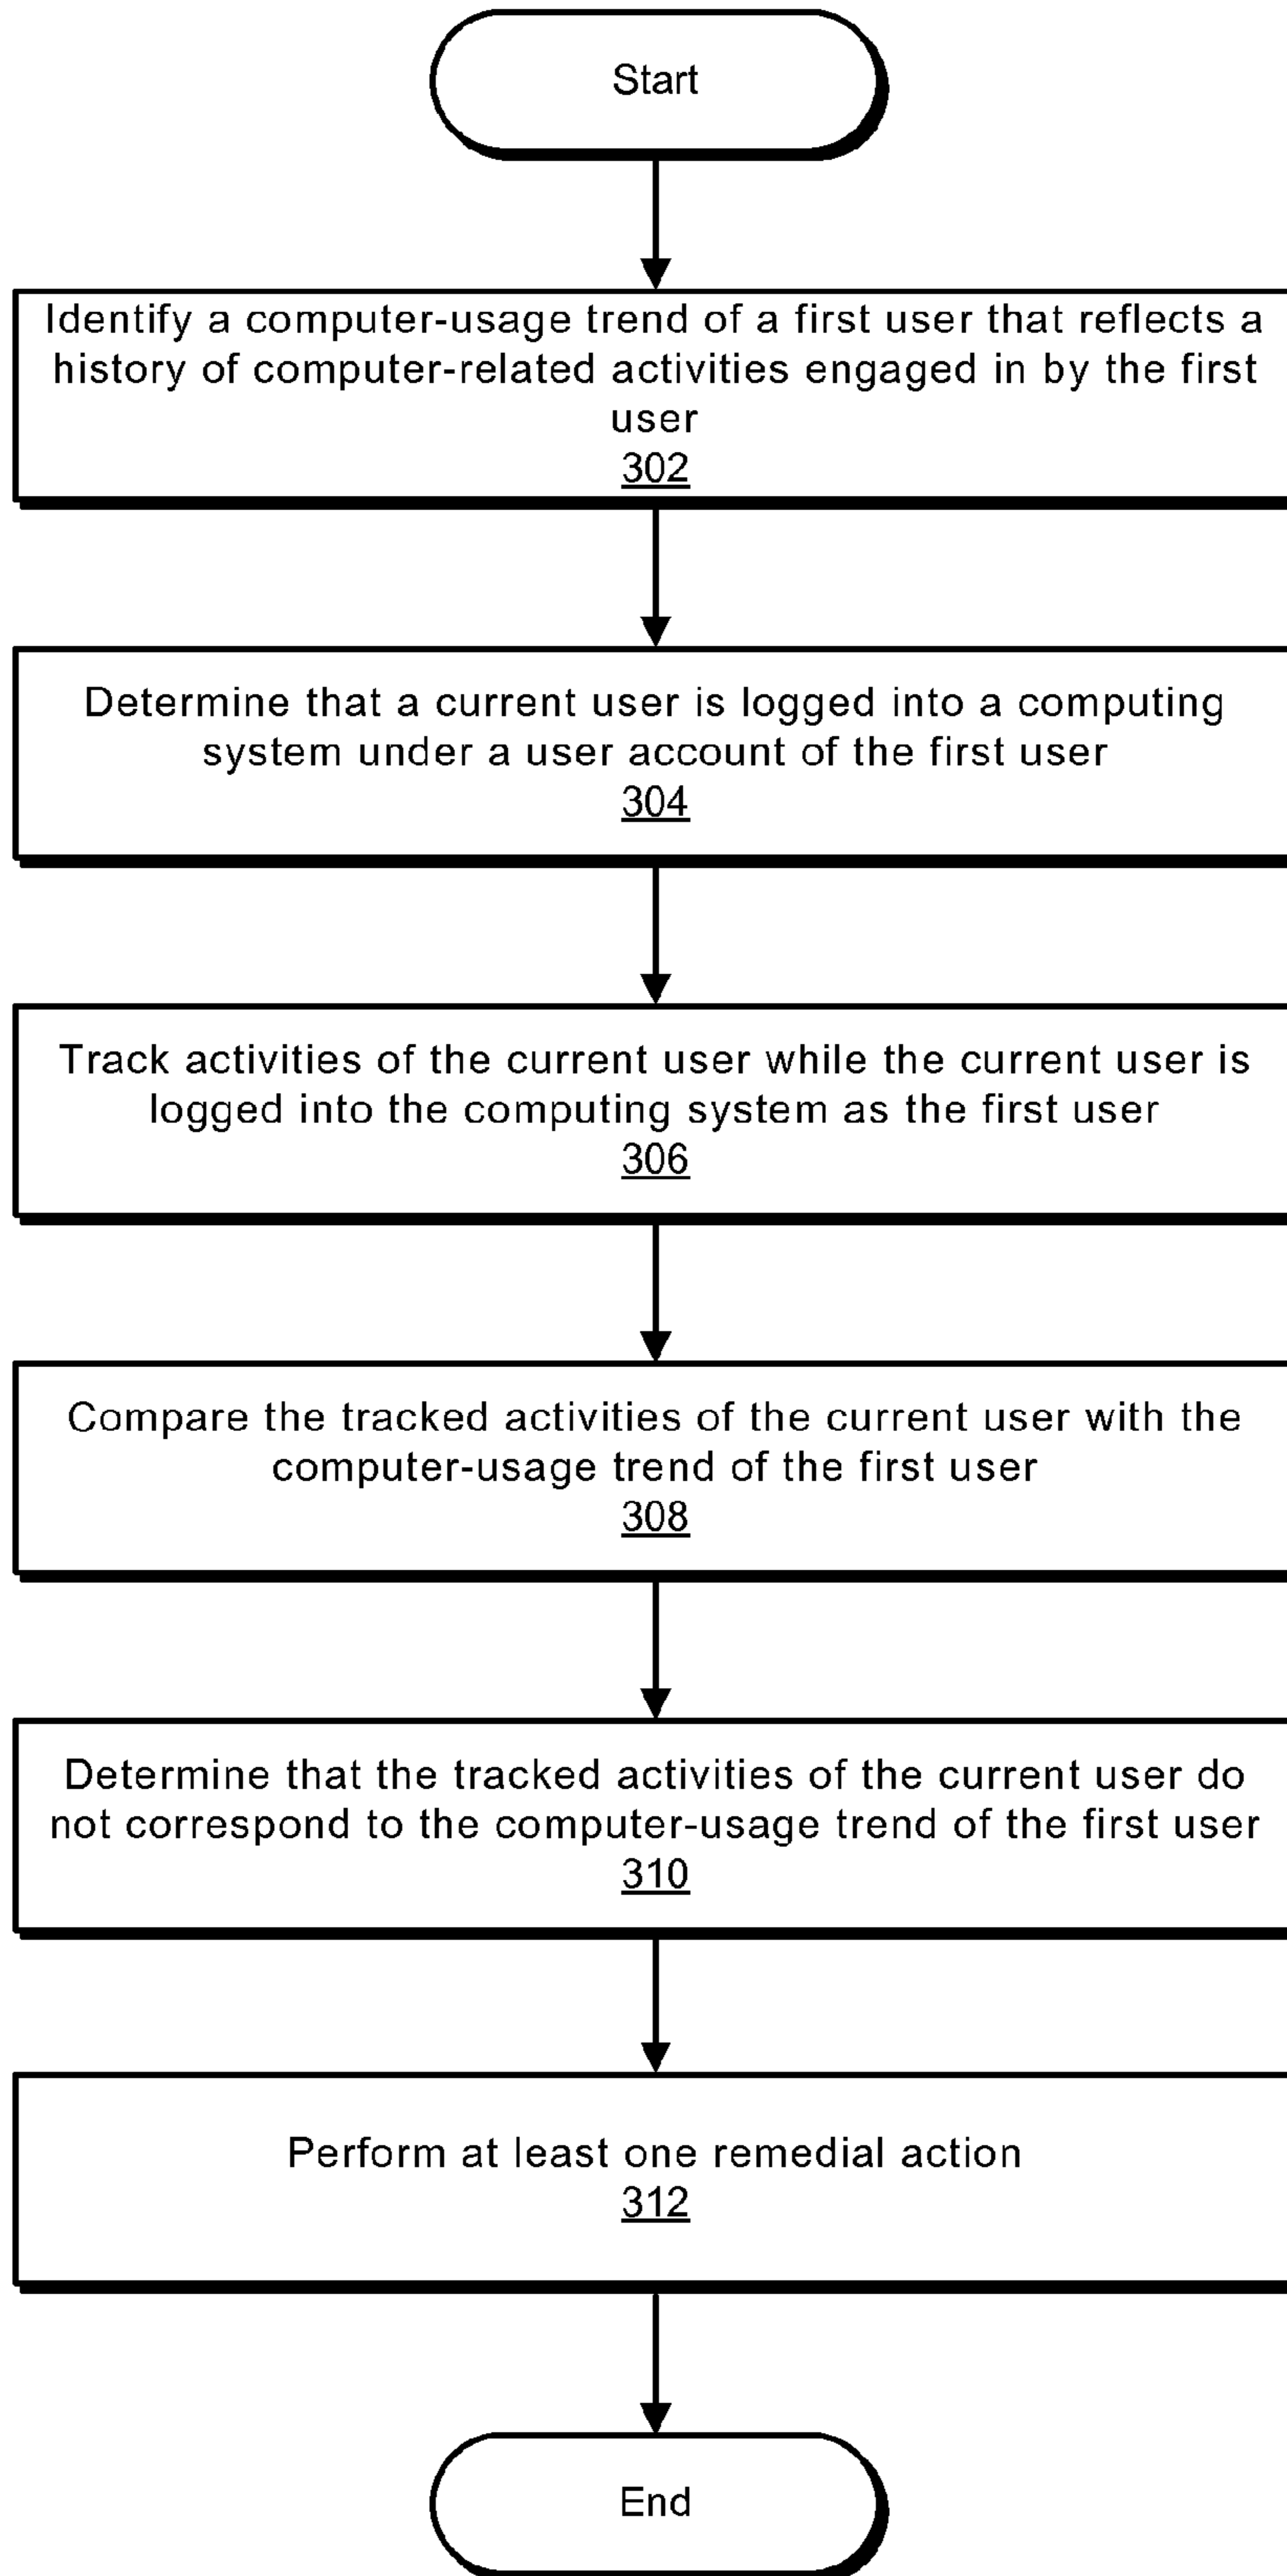 Start
Identify a computer-usage trend of a first user that reflects a
history of computer-related activities engaged in by the first
user
302
Determine that a current user is logged into a computing
system under a user account of the first user
304
Track activities of the current user while the current user is
logged into the computing system as the first user
306
Compare the tracked activities of the current user with the
computer-usage trend of the first user
308
Determine that the tracked activities of the current user do
not correspond to the computer-usage trend of the first user
310
Perform at least one remedial action
312
End